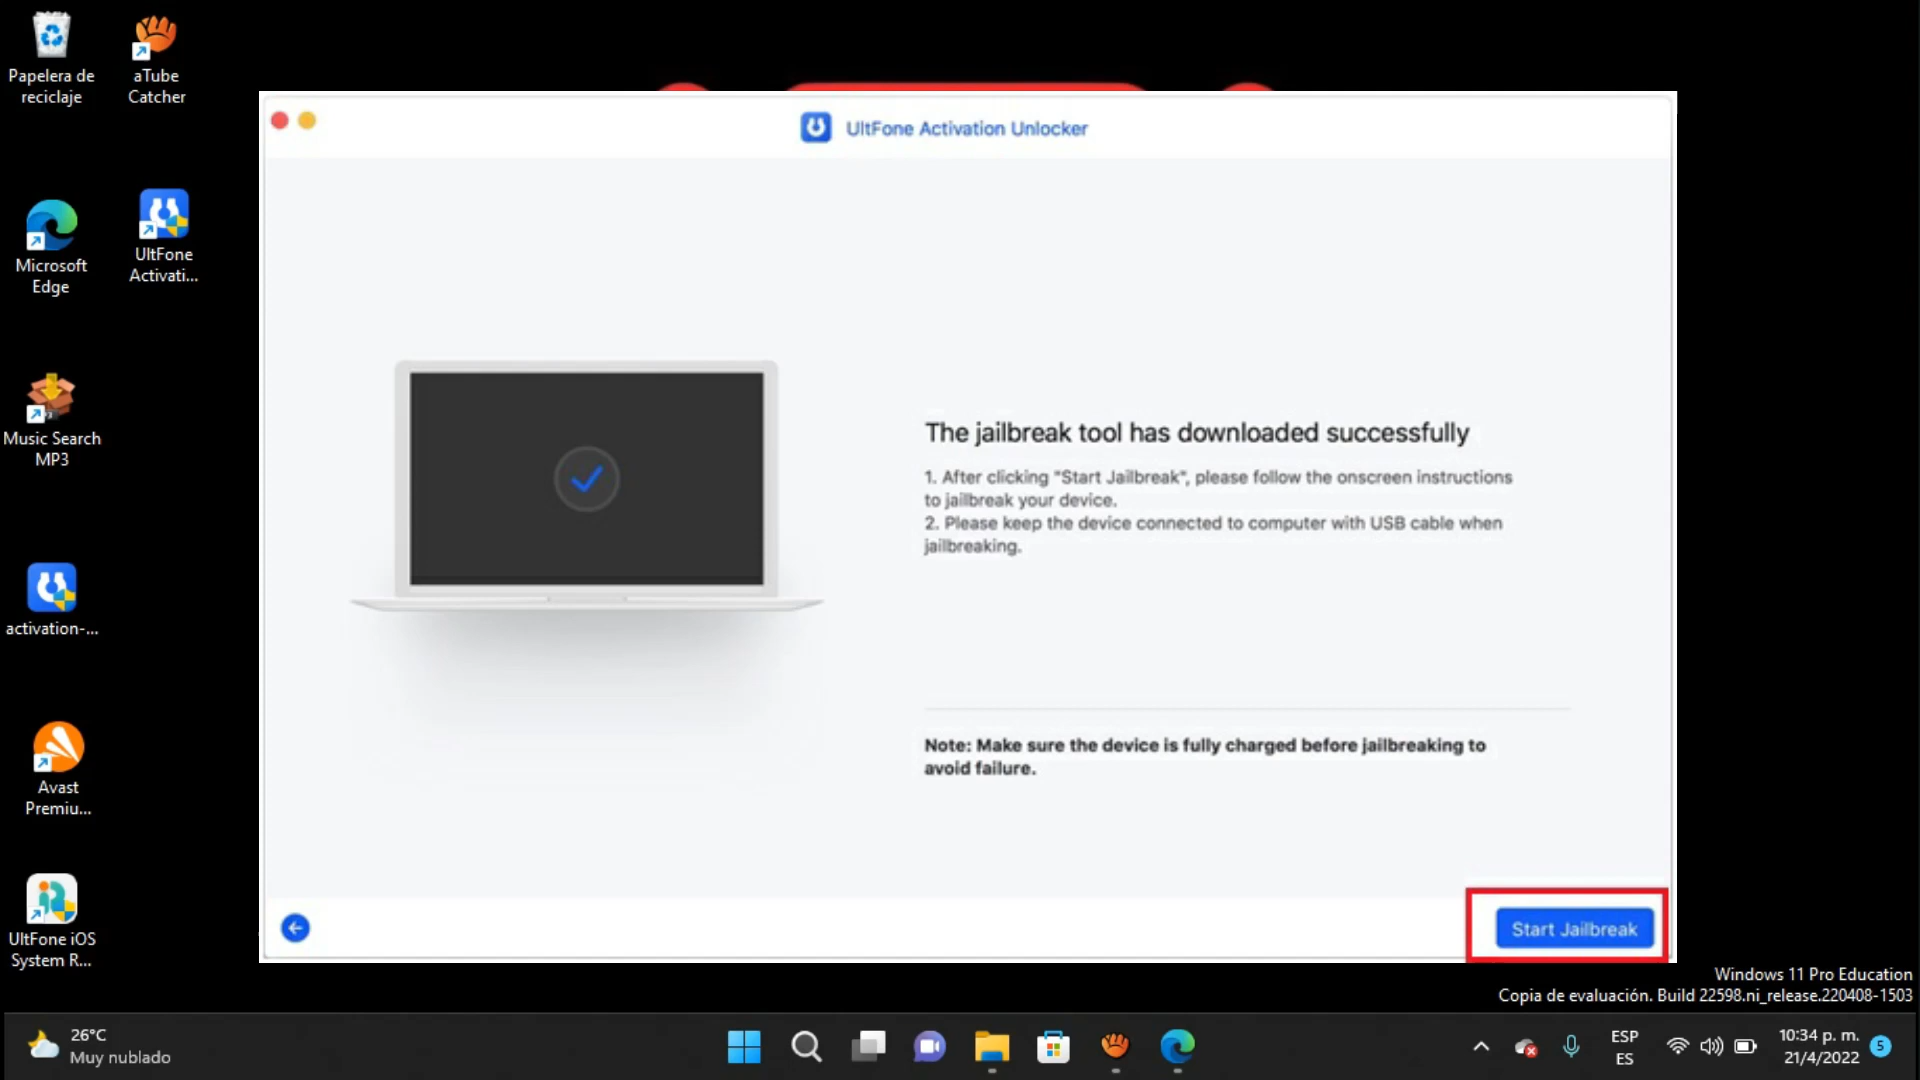 Papelera de
reciclaje
aTube
Catcher
Microsoft
Edge
UltFone
Activati...
Music Search
MP3
activation-...
Avast
Premiu...
UltFone iOS
System R...
UltFone Activation Unlocker
The jailbreak tool has downloaded successfully
1. After clicking "Start Jailbreak", please follow the onscreen instructions
to jailbreak your device.
2. Please keep the device connected to computer with USB cable when
jailbreaking.
Note: Make sure the device is fully charged before jailbreaking to
avoid failure.
Start Jailbreak
Windows 11 Pro Education
Copia de evaluación. Build 22598.ni_release.220408-1503
26°C
Muy nublado
ESP
ES
10:34 p. m.
21/4/2022
5